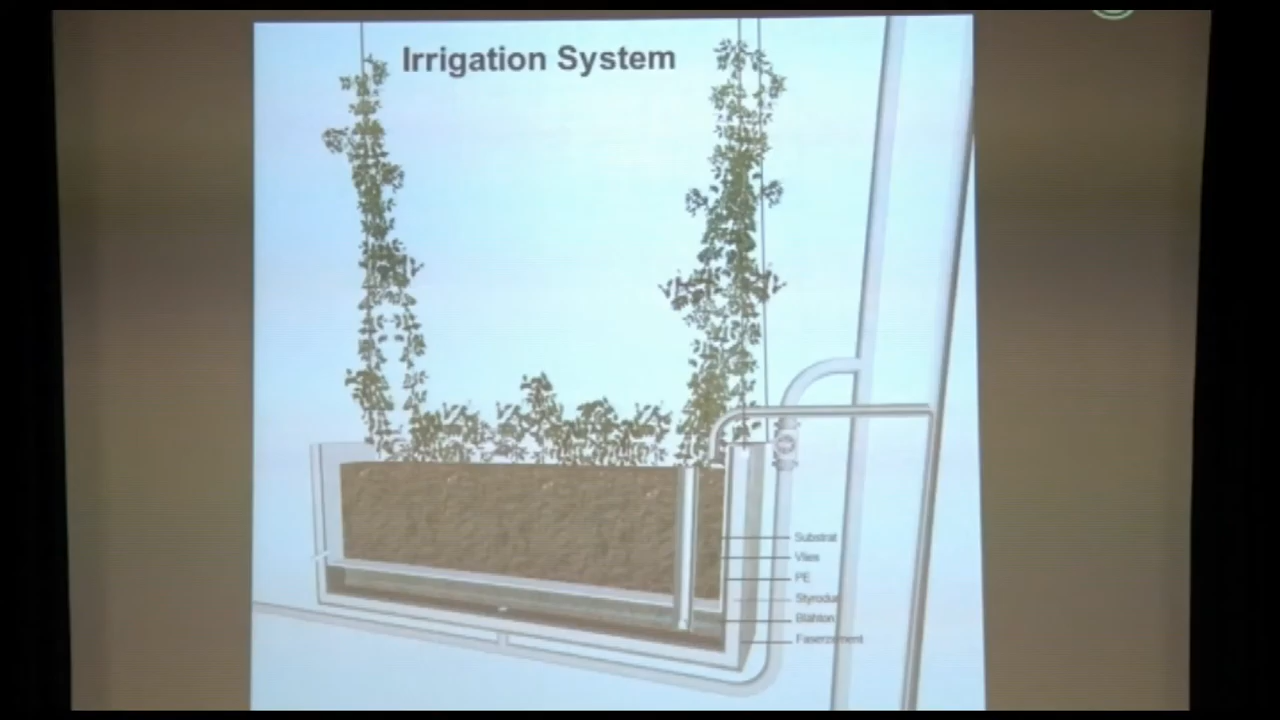 Irrigation System
Substrat
Vlies
PE
Styrodur
Blähton
Faserzement